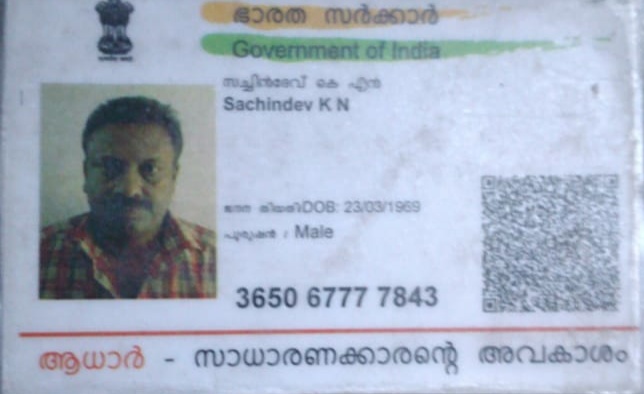 ഭാരത സർക്കാർ
Government of India
സച്ചിൻദേവ് കെ എൻ
Sachindev K N
ജനന തിയതി/DOB: 23/03/1969
പുരുഷൻ / Male
3650 6777 7843
ആധാർ - സാധാരണക്കാരന്റെ അവകാശം